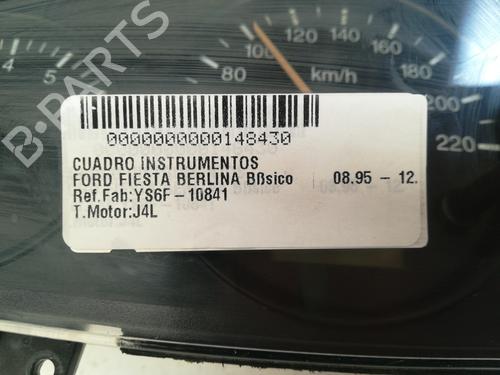 100 120 140 160 180 200 220
80
km/h
4 5
0000000000148430
CUADRO INSTRUMENTOS
FORD FIESTA BERLINA Bßsico 08.95 - 12.
Ref.Fab:YS6F-10841
T.Motor:J4L
B-PARTS